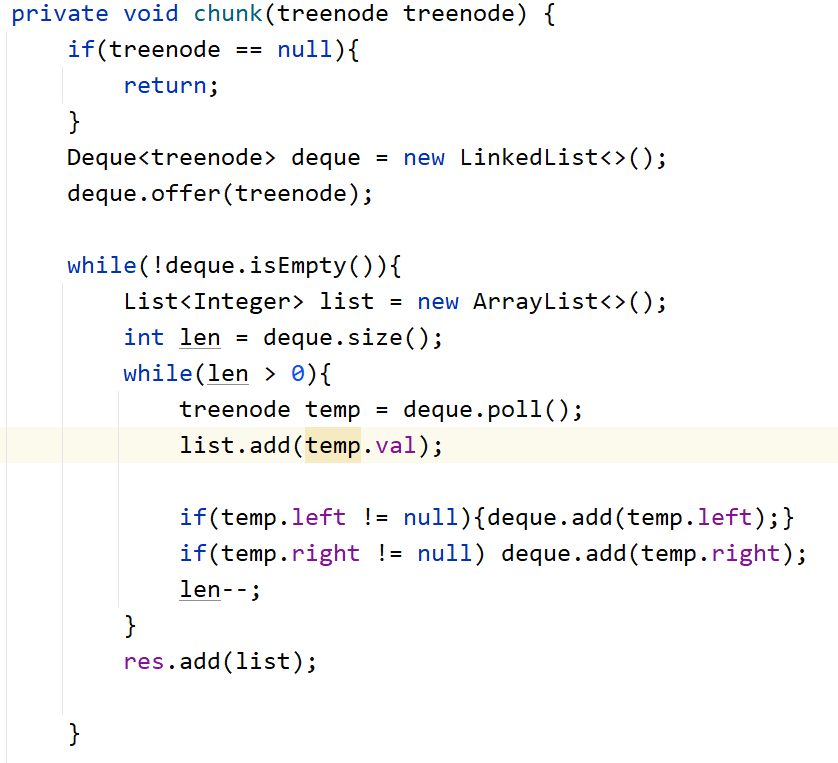 private void chunk(treenode treenode) {
    if(treenode == null){
        return;
    }
    Deque<treenode> deque = new LinkedList<>();
    deque.offer(treenode);

    while(!deque.isEmpty()){
        List<Integer> list = new ArrayList<>();
        int len = deque.size();
        while(len > 0){
            treenode temp = deque.poll();
            list.add(temp.val);

            if(temp.left != null){deque.add(temp.left);}
            if(temp.right != null) deque.add(temp.right);
            len--;
        }
        res.add(list);

    }